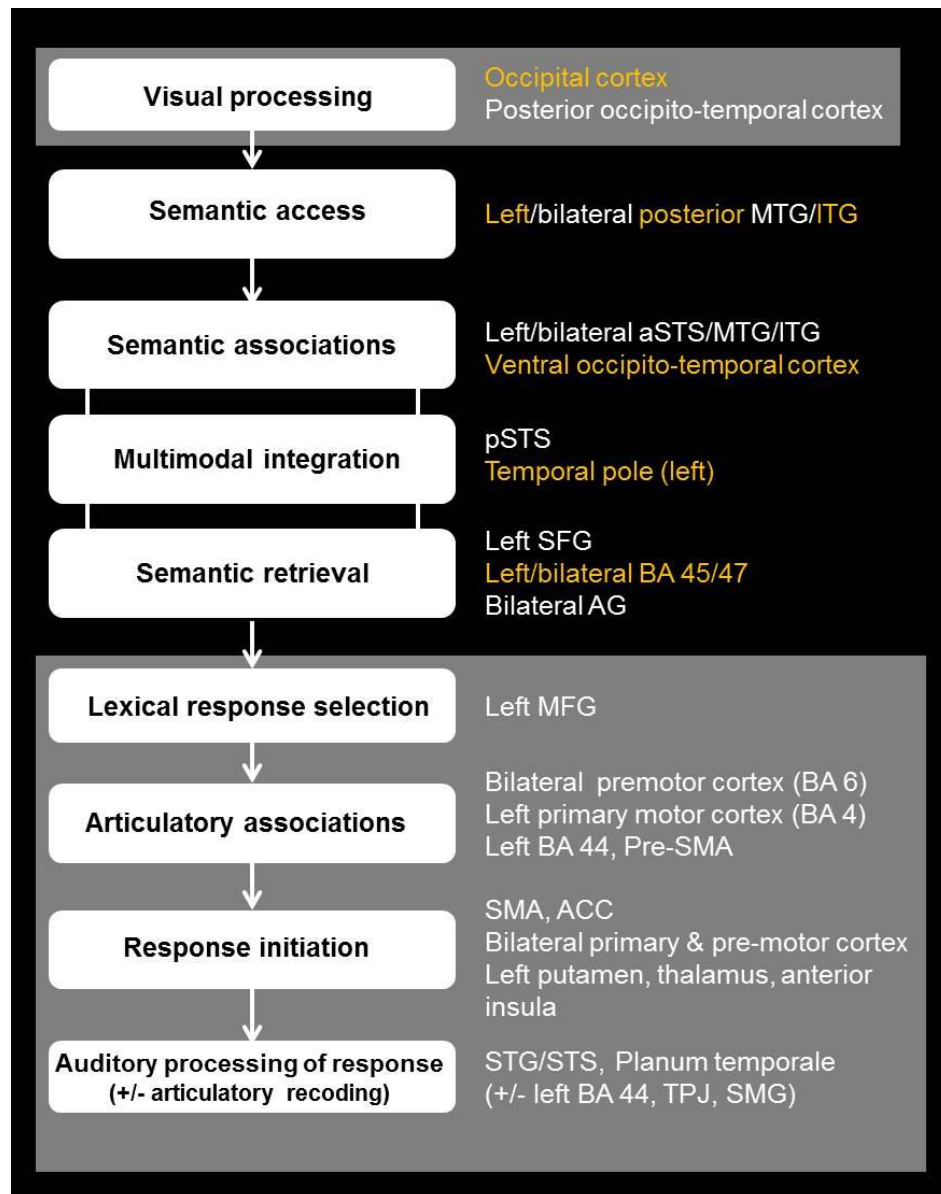 Visual processing
Occipital cortex
Posterior occipito-temporal cortex
Semantic access
Left/bilateral posterior MTG/ITG
Semantic associations
Left/bilateral aSTS/MTG/ITG
Ventral occipito-temporal cortex
Multimodal integration
pSTS
Temporal pole (left)
Semantic retrieval
Left SFG
Left/bilateral BA 45/47
Bilateral AG
Lexical response selection
Left MFG
Articulatory associations
Bilateral premotor cortex (BA 6)
Left primary motor cortex (BA 4)
Left BA 44, Pre-SMA
Response initiation
SMA, ACC
Bilateral primary & pre-motor cortex
Left putamen, thalamus, anterior
insula
Auditory processing of response
(+/- articulatory recoding)
STG/STS, Planum temporale
(+/- left BA 44, TPJ, SMG)